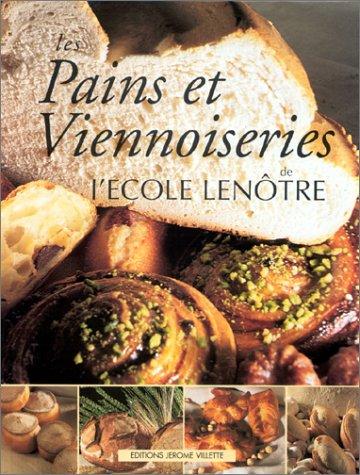 les
Pains et
Viennoiseries
de
l'ECOLE LENÔTRE
EDITIONS JEROME VILLETTE